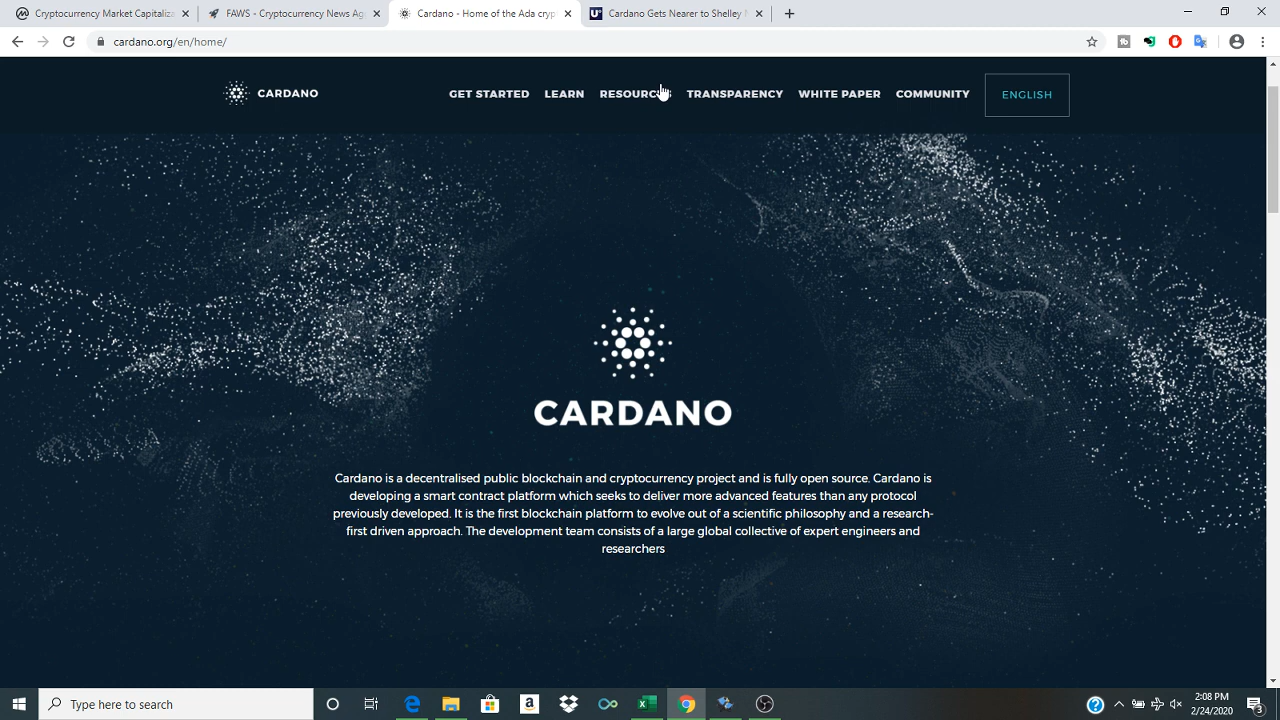 Cryptocurrency Market Capitaliza
FAWS - Cryptocurrency News Ag
Cardano - Home of the Ada cryp
Cardano Gets Nearer to Shelley M
cardano.org/en/home/
CARDANO
GET STARTED
LEARN
RESOURCES
TRANSPARENCY
WHITE PAPER
COMMUNITY
ENGLISH
CARDANO
Cardano is a decentralised public blockchain and cryptocurrency project and is fully open source. Cardano is
developing a smart contract platform which seeks to deliver more advanced features than any protocol
previously developed. It is the first blockchain platform to evolve out of a scientific philosophy and a research-
first driven approach. The development team consists of a large global collective of expert engineers and
researchers
Type here to search
2:08 PM
2/24/2020